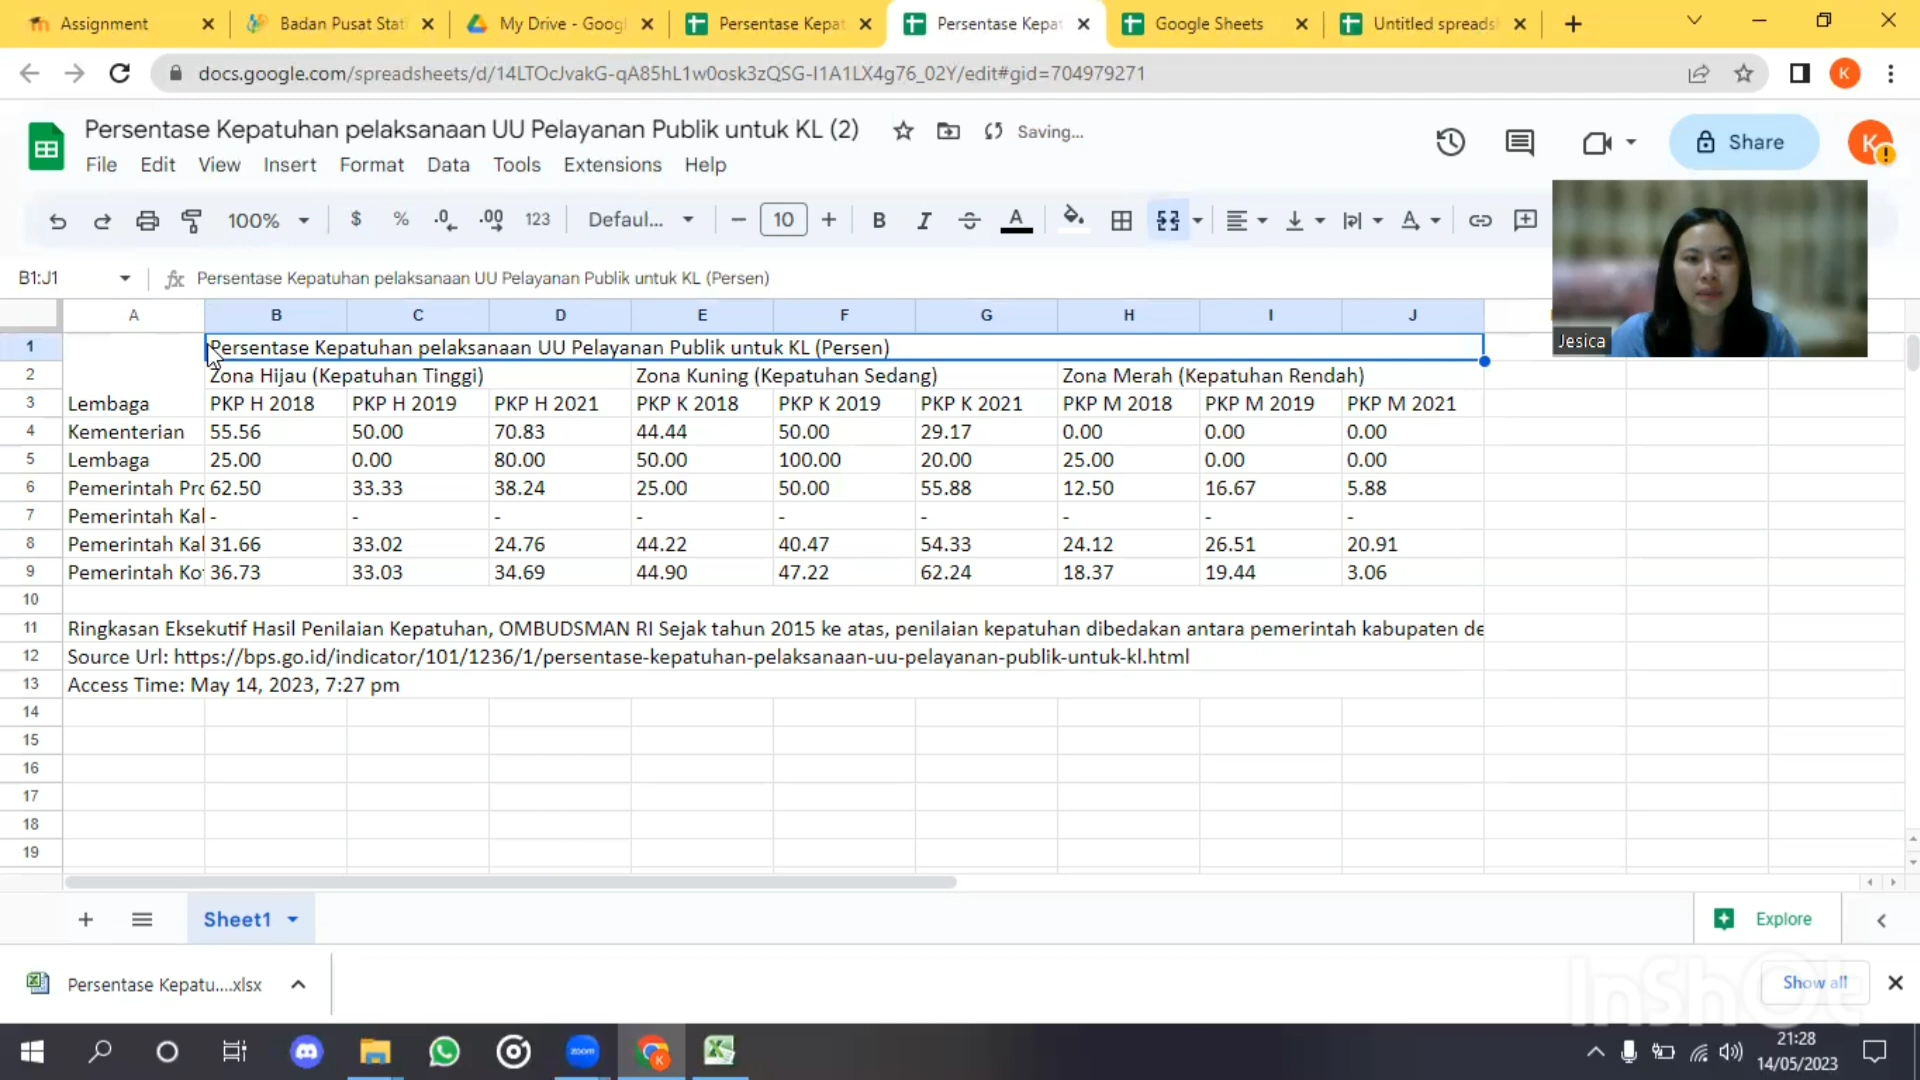 Assignment
Badan Pusat Stat
My Drive - Googl
Persentase Kepat
Persentase Kepat
Google Sheets
Untitled spreads
docs.google.com/spreadsheets/d/14LTOcJvakG-qA85hL1w0osk3zQSG-I1A1LX4g76_02Y/edit#gid=704979271
K
Persentase Kepatuhan pelaksanaan UU Pelayanan Publik untuk KL (2)
Saving...
Share
K
File Edit View Insert Format Data Tools Extensions Help
100% $ % .0 .00 123 Defaul... 10 B I A
B1:J1 fx Persentase Kepatuhan pelaksanaan UU Pelayanan Publik untuk KL (Persen)
Jesica
A B C D E F G H I J
1 Persentase Kepatuhan pelaksanaan UU Pelayanan Publik untuk KL (Persen)
2 Zona Hijau (Kepatuhan Tinggi) Zona Kuning (Kepatuhan Sedang) Zona Merah (Kepatuhan Rendah)
3 Lembaga PKP H 2018 PKP H 2019 PKP H 2021 PKP K 2018 PKP K 2019 PKP K 2021 PKP M 2018 PKP M 2019 PKP M 2021
4 Kementerian 55.56 50.00 70.83 44.44 50.00 29.17 0.00 0.00 0.00
5 Lembaga 25.00 0.00 80.00 50.00 100.00 20.00 25.00 0.00 0.00
6 Pemerintah Pro 62.50 33.33 38.24 25.00 50.00 55.88 12.50 16.67 5.88
7 Pemerintah Kal - - - - - - - - -
8 Pemerintah Kal 31.66 33.02 24.76 44.22 40.47 54.33 24.12 26.51 20.91
9 Pemerintah Kot 36.73 33.03 34.69 44.90 47.22 62.24 18.37 19.44 3.06
10
11 Ringkasan Eksekutif Hasil Penilaian Kepatuhan, OMBUDSMAN RI Sejak tahun 2015 ke atas, penilaian kepatuhan dibedakan antara pemerintah kabupaten de
12 Source Url: https://bps.go.id/indicator/101/1236/1/persentase-kepatuhan-pelaksanaan-uu-pelayanan-publik-untuk-kl.html
13 Access Time: May 14, 2023, 7:27 pm
14
15
16
17
18
19
Sheet1
Explore
Persentase Kepatu....xlsx
Show all
InShOt
zoom
K
21:28
14/05/2023